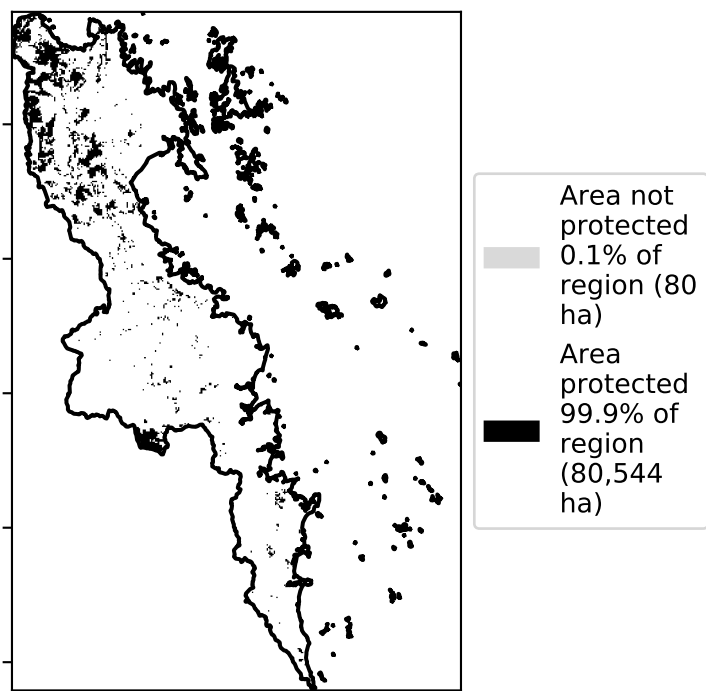 Area not
protected
0.1% of
region (80
ha)
Area
protected
99.9% of
region
(80,544
ha)